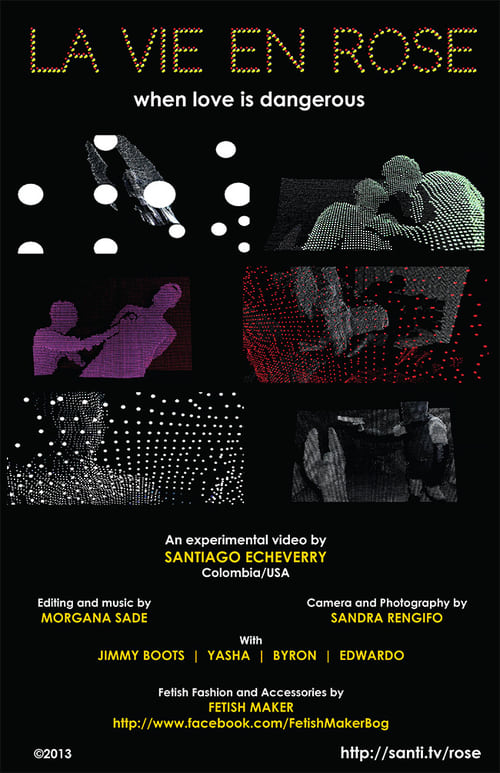 LA VIE EN ROSE
when love is dangerous
An experimental video by
SANTIAGO ECHEVERRY
Colombia/USA
Editing and music by
MORGANA SADE
Camera and Photography by
SANDRA RENGIFO
With
JIMMY BOOTS | YASHA | BYRON | EDWARDO
Fetish Fashion and Accessories by
FETISH MAKER
http://www.facebook.com/FetishMakerBog
©2013
http://santi.tv/rose